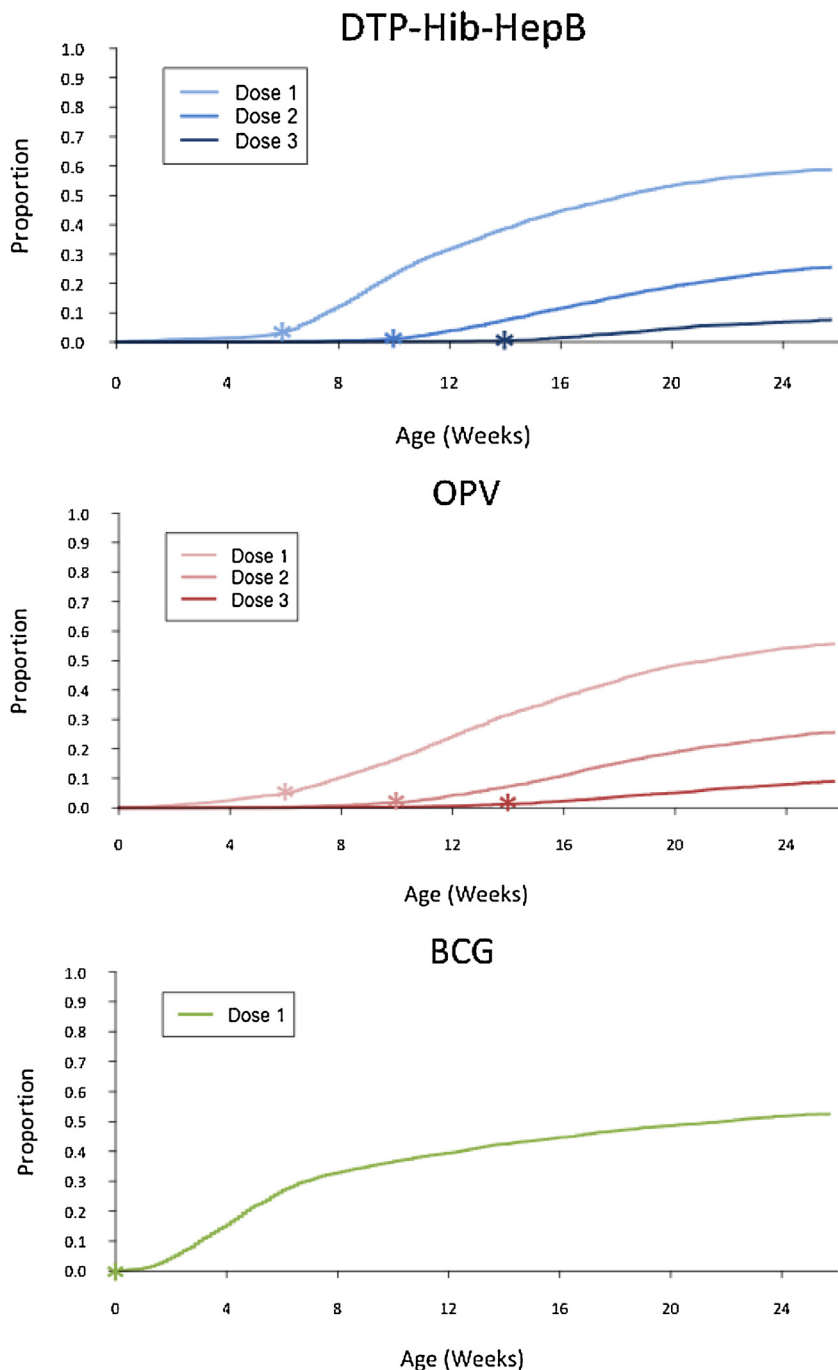 DTP-Hib-HepB
1.0
0.9
0.8
0.7
0.6
0.5
0.4
0.3
0.2
0.1
0.0
Proportion
Dose 1
Dose 2
Dose 3
0 4 8 12 16 20 24
Age (Weeks)
OPV
1.0
0.9
0.8
0.7
0.6
0.5
0.4
0.3
0.2
0.1
0.0
Proportion
Dose 1
Dose 2
Dose 3
0 4 8 12 16 20 24
Age (Weeks)
BCG
1.0
0.9
0.8
0.7
0.6
0.5
0.4
0.3
0.2
0.1
0.0
Proportion
Dose 1
0 4 8 12 16 20 24
Age (Weeks)